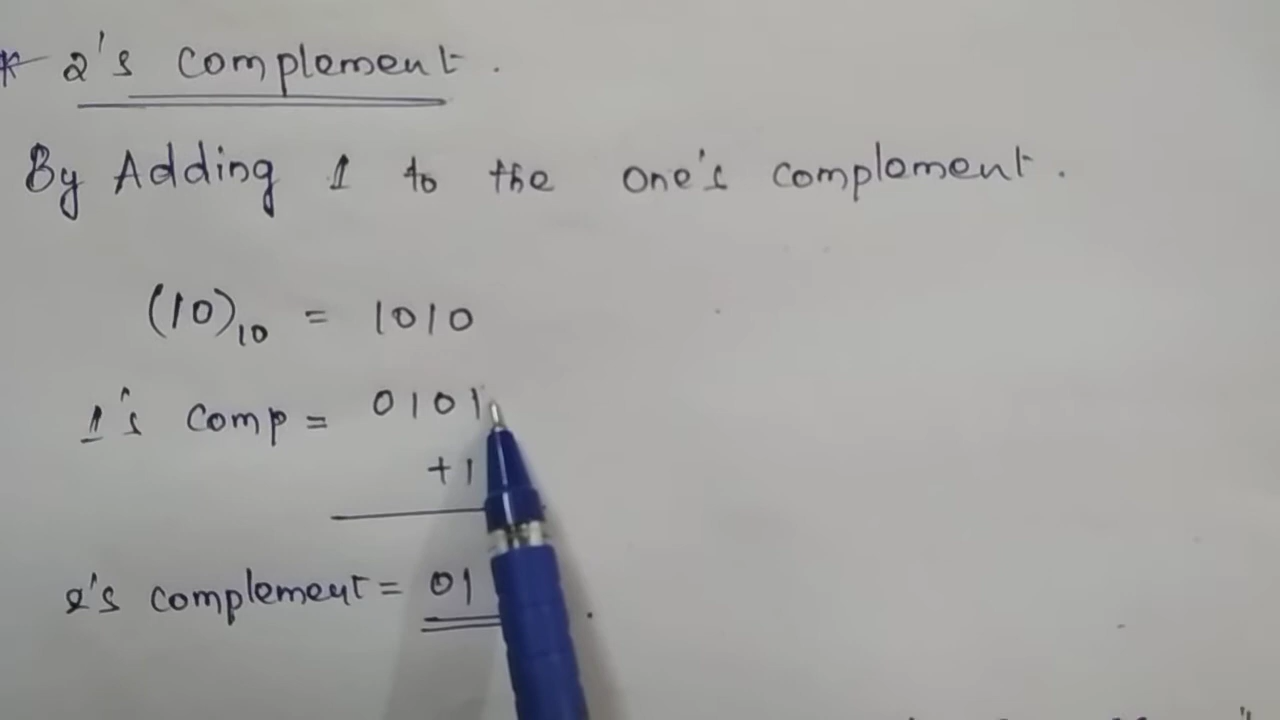 * 2's complement.
By Adding 1 to the one's complement.
(10)10 = 1010
1's comp = 0101
+1
2's complement = 01